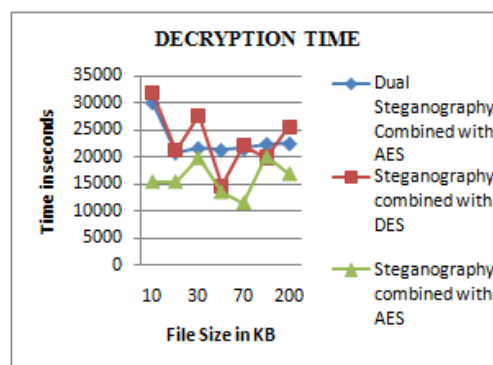 DECRYPTION TIME
35000
30000
25000
20000
15000
10000
5000
0
Time in seconds
10 30 70 200
File Size in KB
Dual
Steganography
Combined with
AES
Steganography
combined with
DES
Steganography
combined with
AES